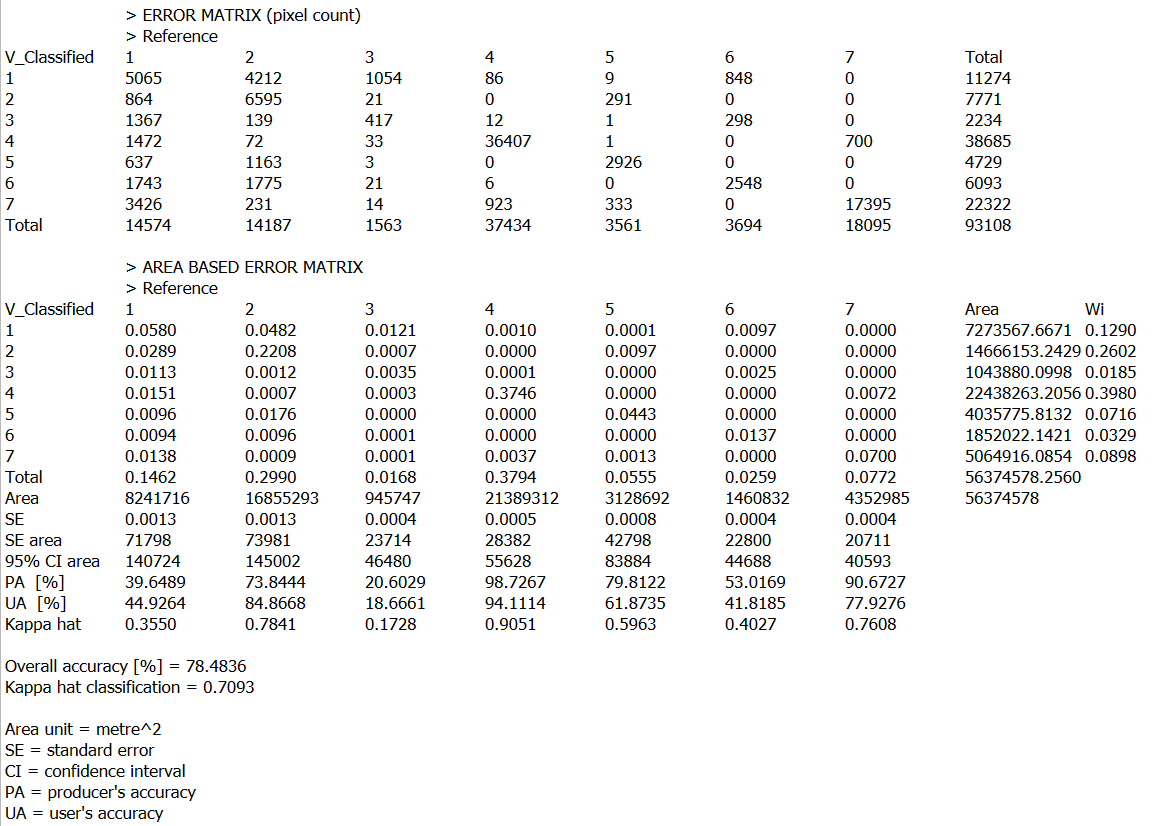 > ERROR MATRIX (pixel count)
> Reference
V_Classified 1 2 3 4 5 6 7 Total
1 5065 4212 1054 86 9 848 0 11274
2 864 6595 21 0 291 0 0 7771
3 1367 139 417 12 1 298 0 2234
4 1472 72 33 36407 1 0 700 38685
5 637 1163 3 0 2926 0 0 4729
6 1743 1775 21 6 0 2548 0 6093
7 3426 231 14 923 333 0 17395 22322
Total 14574 14187 1563 37434 3561 3694 18095 93108
> AREA BASED ERROR MATRIX
> Reference
V_Classified 1 2 3 4 5 6 7 Area Wi
1 0.0580 0.0482 0.0121 0.0010 0.0001 0.0097 0.0000 7273567.6671 0.1290
2 0.0289 0.2208 0.0007 0.0000 0.0097 0.0000 0.0000 14666153.2429 0.2602
3 0.0113 0.0012 0.0035 0.0001 0.0000 0.0025 0.0000 1043880.0998 0.0185
4 0.0151 0.0007 0.0003 0.3746 0.0000 0.0000 0.0072 22438263.2056 0.3980
5 0.0096 0.0176 0.0000 0.0000 0.0443 0.0000 0.0000 4035775.8132 0.0716
6 0.0094 0.0096 0.0001 0.0000 0.0000 0.0137 0.0000 1852022.1421 0.0329
7 0.0138 0.0009 0.0001 0.0037 0.0013 0.0000 0.0700 5064916.0854 0.0898
Total 0.1462 0.2990 0.0168 0.3794 0.0555 0.0259 0.0772 56374578.2560
Area 8241716 16855293 945747 21389312 3128692 1460832 4352985 56374578
SE 0.0013 0.0013 0.0004 0.0005 0.0008 0.0004 0.0004
SE area 71798 73981 23714 28382 42798 22800 20711
95% CI area 140724 145002 46480 55628 83884 44688 40593
PA [%] 39.6489 73.8444 20.6029 98.7267 79.8122 53.0169 90.6727
UA [%] 44.9264 84.8668 18.6661 94.1114 61.8735 41.8185 77.9276
Kappa hat 0.3550 0.7841 0.1728 0.9051 0.5963 0.4027 0.7608
Overall accuracy [%] = 78.4836
Kappa hat classification = 0.7093
Area unit = metre^2
SE = standard error
CI = confidence interval
PA = producer's accuracy
UA = user's accuracy